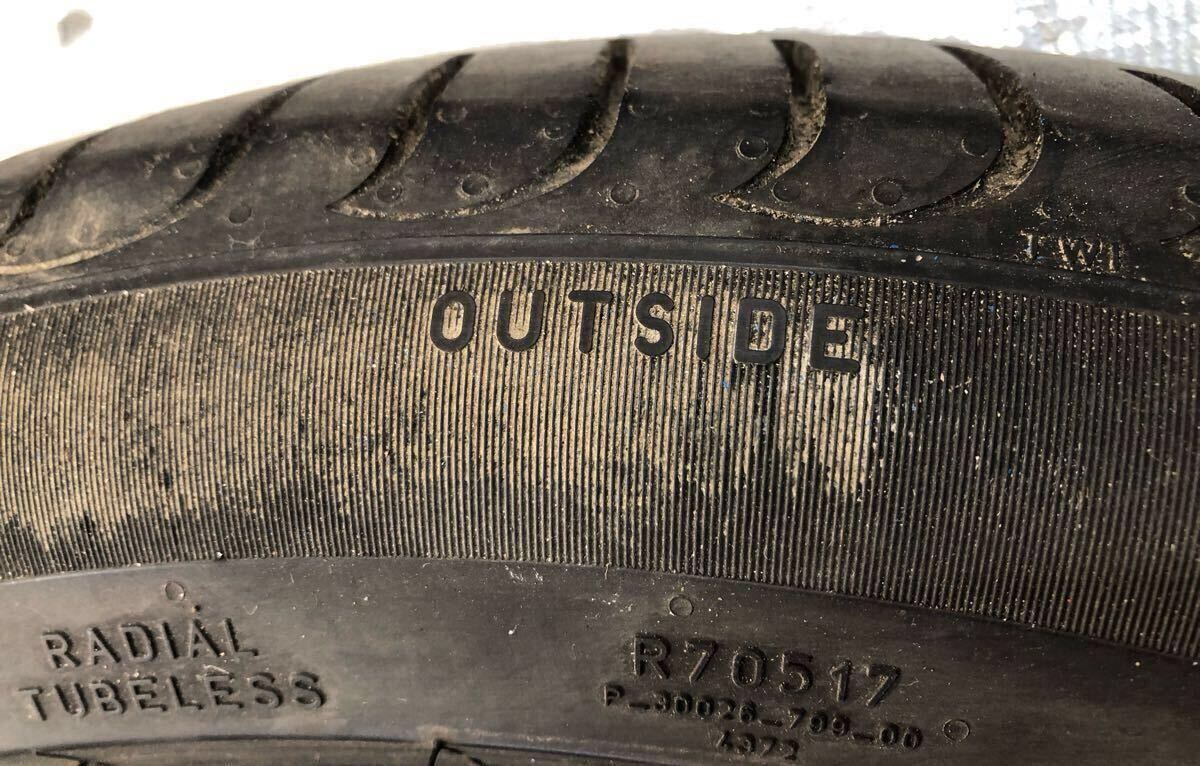 TWI
OUTSIDE
RADIAL
TUBELESS
R70517